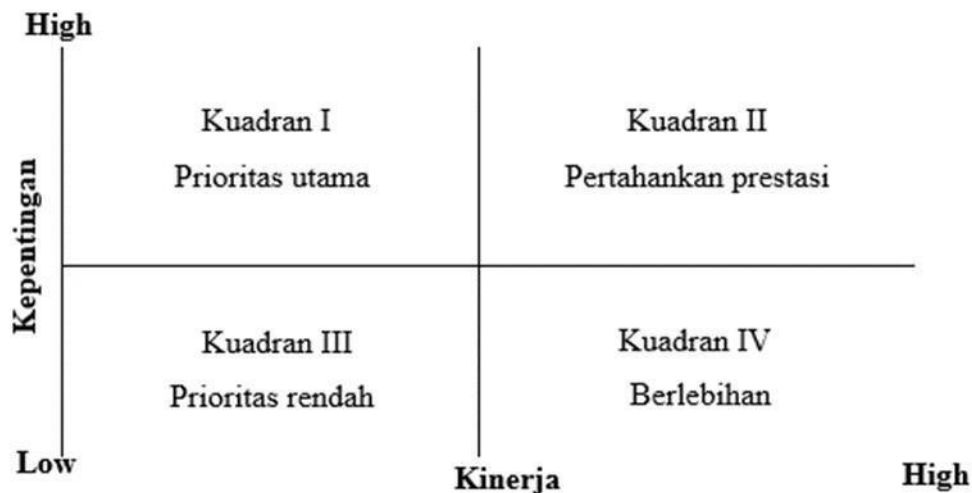 High
Kuadran I
Prioritas utama
Kuadran II
Pertahankan prestasi
Kepentingan
Kuadran III
Prioritas rendah
Kuadran IV
Berlebihan
Low
Kinerja
High